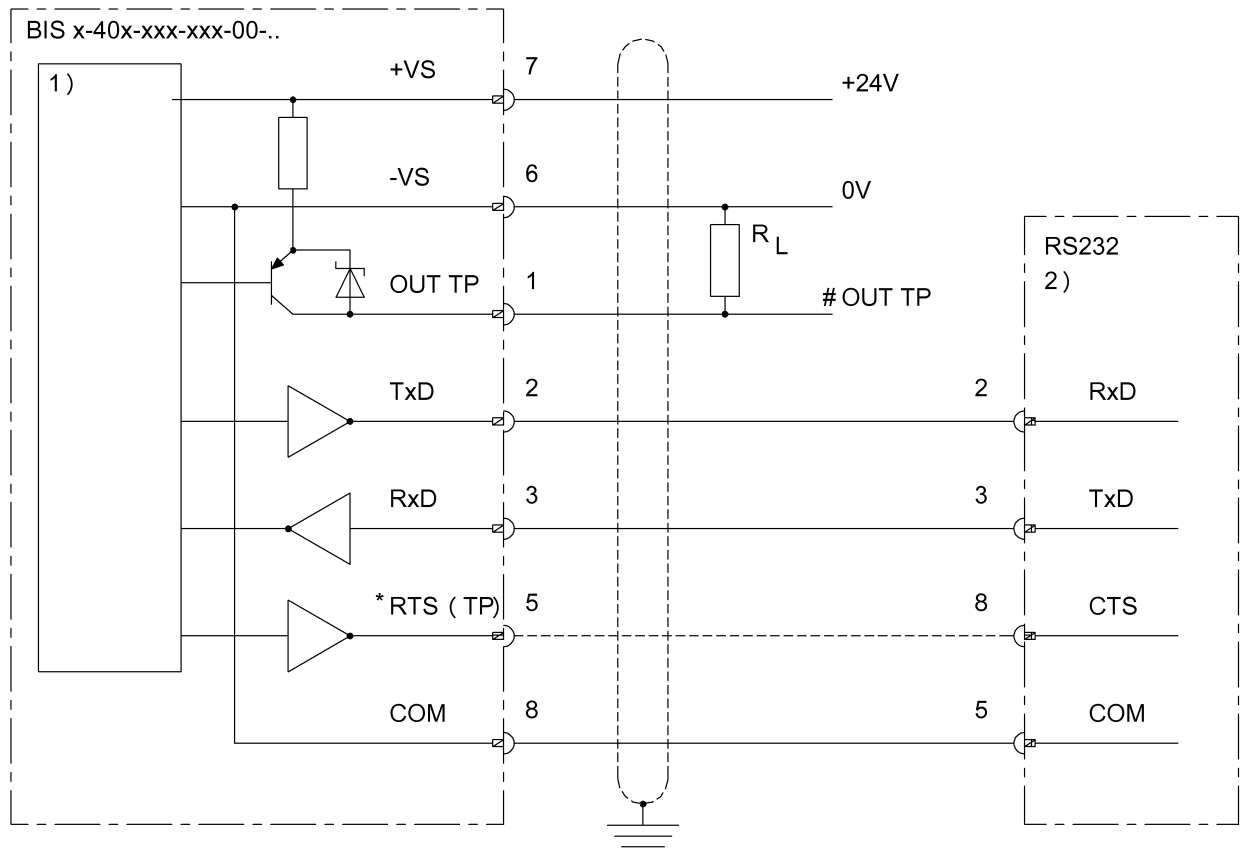 BIS x-40x-xxx-xxx-00-..
1)
+VS 7
+24V
-VS 6
0V
R L
RS232
2)
OUT TP 1
# OUT TP
TxD 2 2 RxD
RxD 3 3 TxD
* RTS ( TP) 5 8 CTS
COM 8 5 COM